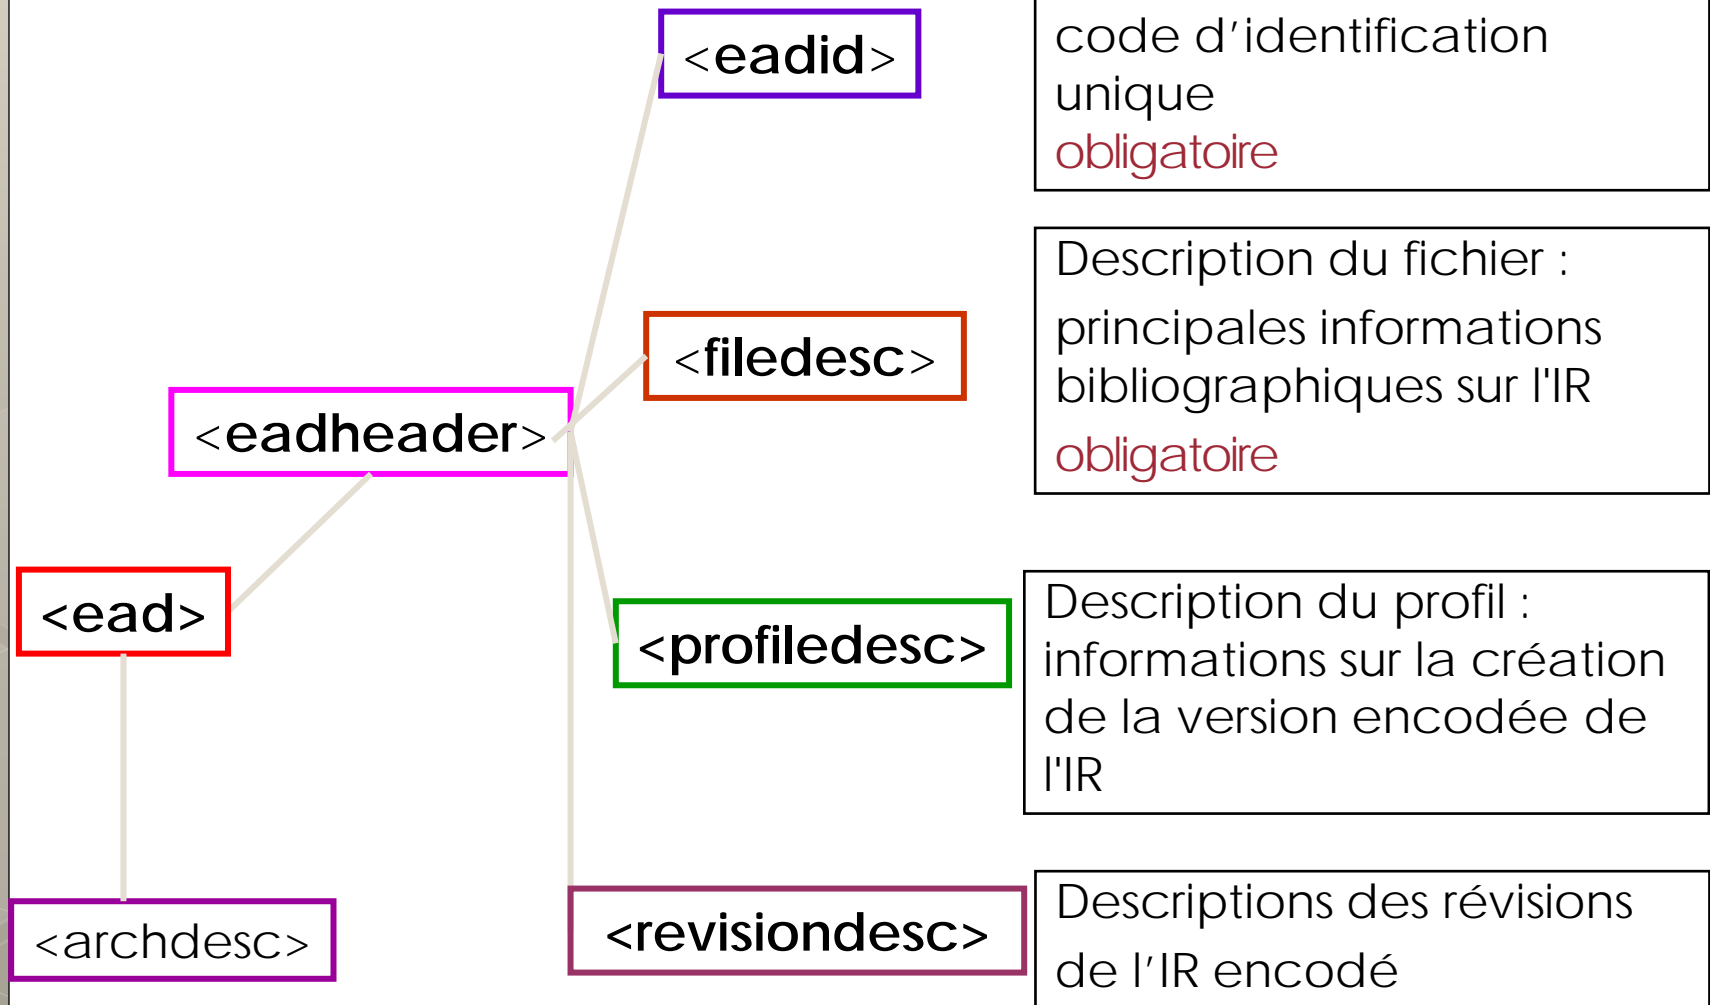 <eadid>
code d’identification
unique
obligatoire
<filedesc>
Description du fichier :
principales informations
bibliographiques sur l'IR
obligatoire
<eadheader>
<ead>
<profiledesc>
Description du profil :
informations sur la création
de la version encodée de
l'IR
<archdesc>
<revisiondesc>
Descriptions des révisions
de l’IR encodé